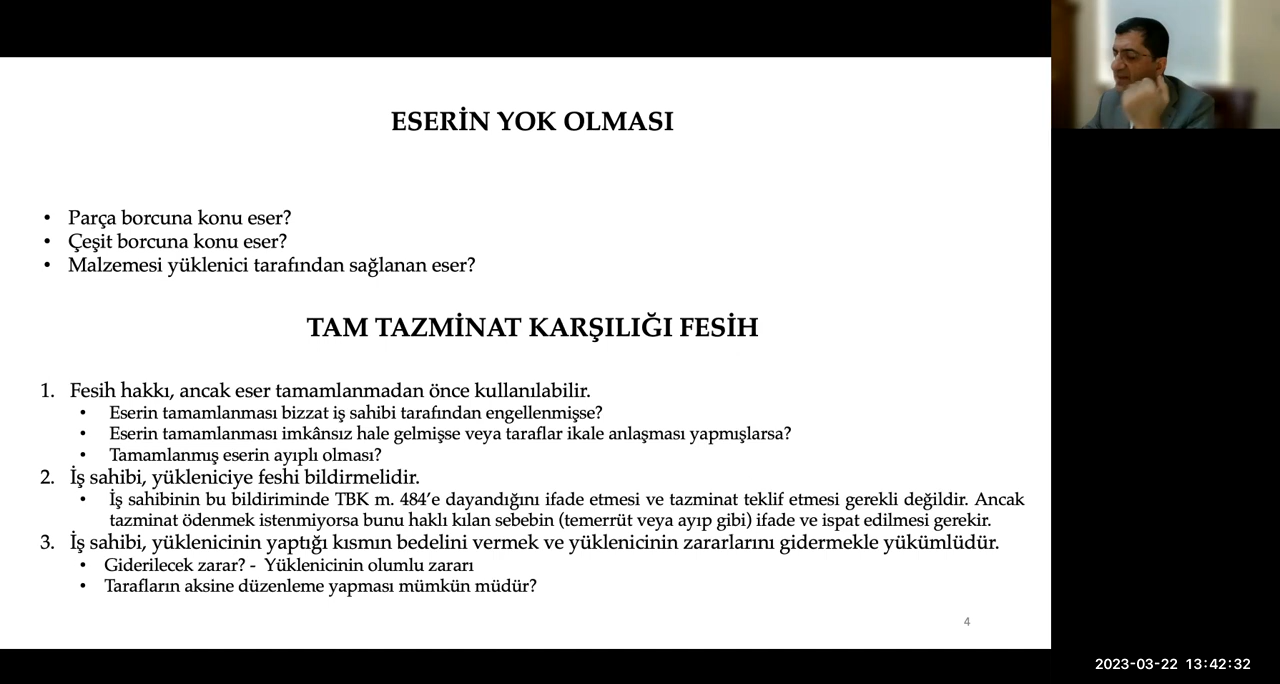 ESERİN YOK OLMASI
• Parça borcuna konu eser?
• Çeşit borcuna konu eser?
• Malzemesi yüklenici tarafından sağlanan eser?
TAM TAZMİNAT KARŞILIĞI FESİH
1. Fesih hakkı, ancak eser tamamlanmadan önce kullanılabilir.
• Eserin tamamlanması bizzat iş sahibi tarafından engellenmişse?
• Eserin tamamlanması imkânsız hale gelmişse veya taraflar ikale anlaşması yapmışlarsa?
• Tamamlanmış eserin ayıplı olması?
2. İş sahibi, yükleniciye feshi bildirmelidir.
• İş sahibinin bu bildiriminde TBK m. 484’e dayandığını ifade etmesi ve tazminat teklif etmesi gerekli değildir. Ancak
tazminat ödenmek istenmiyorsa bunu haklı kılan sebebin (temerrüt veya ayıp gibi) ifade ve ispat edilmesi gerekir.
3. İş sahibi, yüklenicinin yaptığı kısmın bedelini vermek ve yüklenicinin zararlarını gidermekle yükümlüdür.
• Giderilecek zarar? - Yüklenicinin olumlu zararı
• Tarafların aksine düzenleme yapması mümkün müdür?
4
2023-03-22 13:42:32